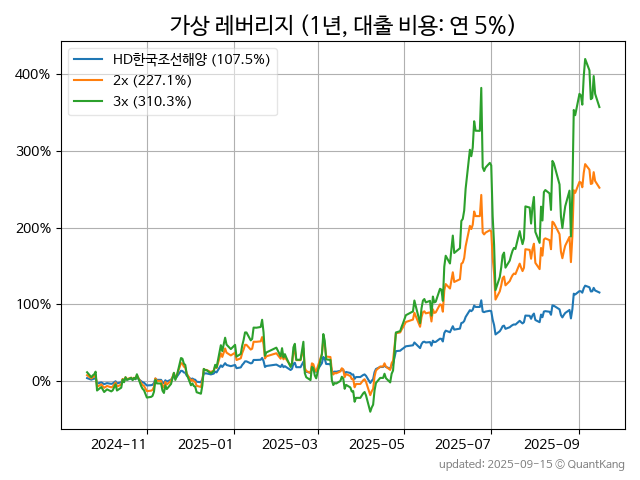 가상 레버리지 (1년, 대출 비용: 연 5%)
HD한국조선해양 (107.5%)
2x (227.1%)
3x (310.3%)
400%
300%
200%
100%
0%
2024-11 2025-01 2025-03 2025-05 2025-07 2025-09
updated: 2025-09-15 © QuantKang